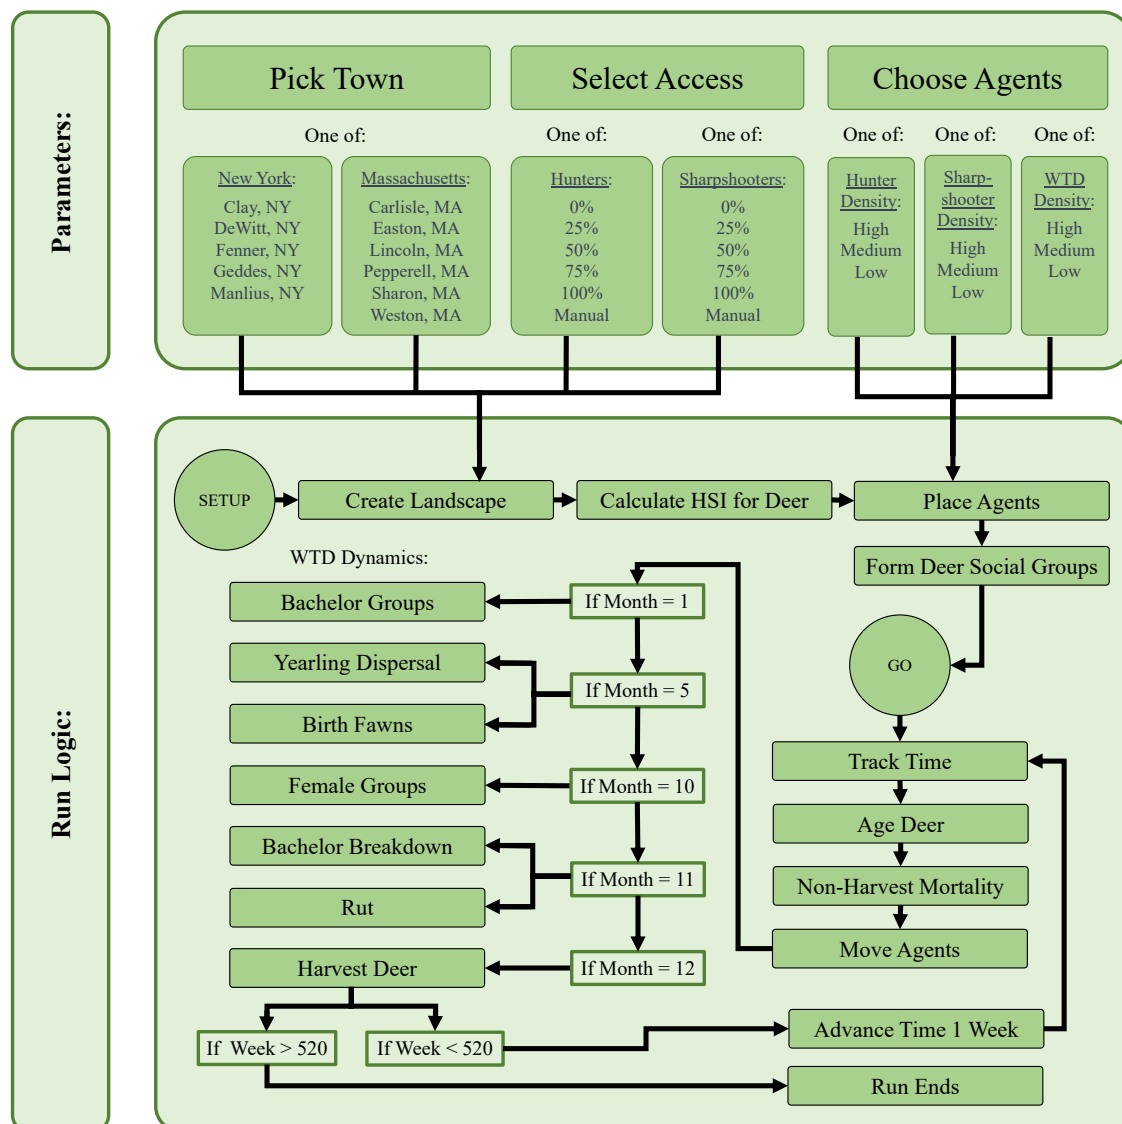 Parameters:
Pick Town
Select Access
Choose Agents
One of:
One of:
One of:
One of:
One of:
One of:
New York:
Clay, NY
DeWitt, NY
Fenner, NY
Geddes, NY
Manlius, NY
Massachusetts:
Carlisle, MA
Easton, MA
Lincoln, MA
Pepperell, MA
Sharon, MA
Weston, MA
Hunters:
0%
25%
50%
75%
100%
Manual
Sharpshooters:
0%
25%
50%
75%
100%
Manual
Hunter
Density:
High
Medium
Low
Sharp-
shooter
Density:
High
Medium
Low
WTD
Density:
High
Medium
Low
Run Logic:
SETUP
Create Landscape
Calculate HSI for Deer
Place Agents
Form Deer Social Groups
GO
Track Time
Age Deer
Non-Harvest Mortality
Move Agents
WTD Dynamics:
If Month = 1
Bachelor Groups
If Month = 5
Yearling Dispersal
Birth Fawns
If Month = 10
Female Groups
If Month = 11
Bachelor Breakdown
Rut
If Month = 12
Harvest Deer
If Week > 520
If Week < 520
Advance Time 1 Week
Run Ends